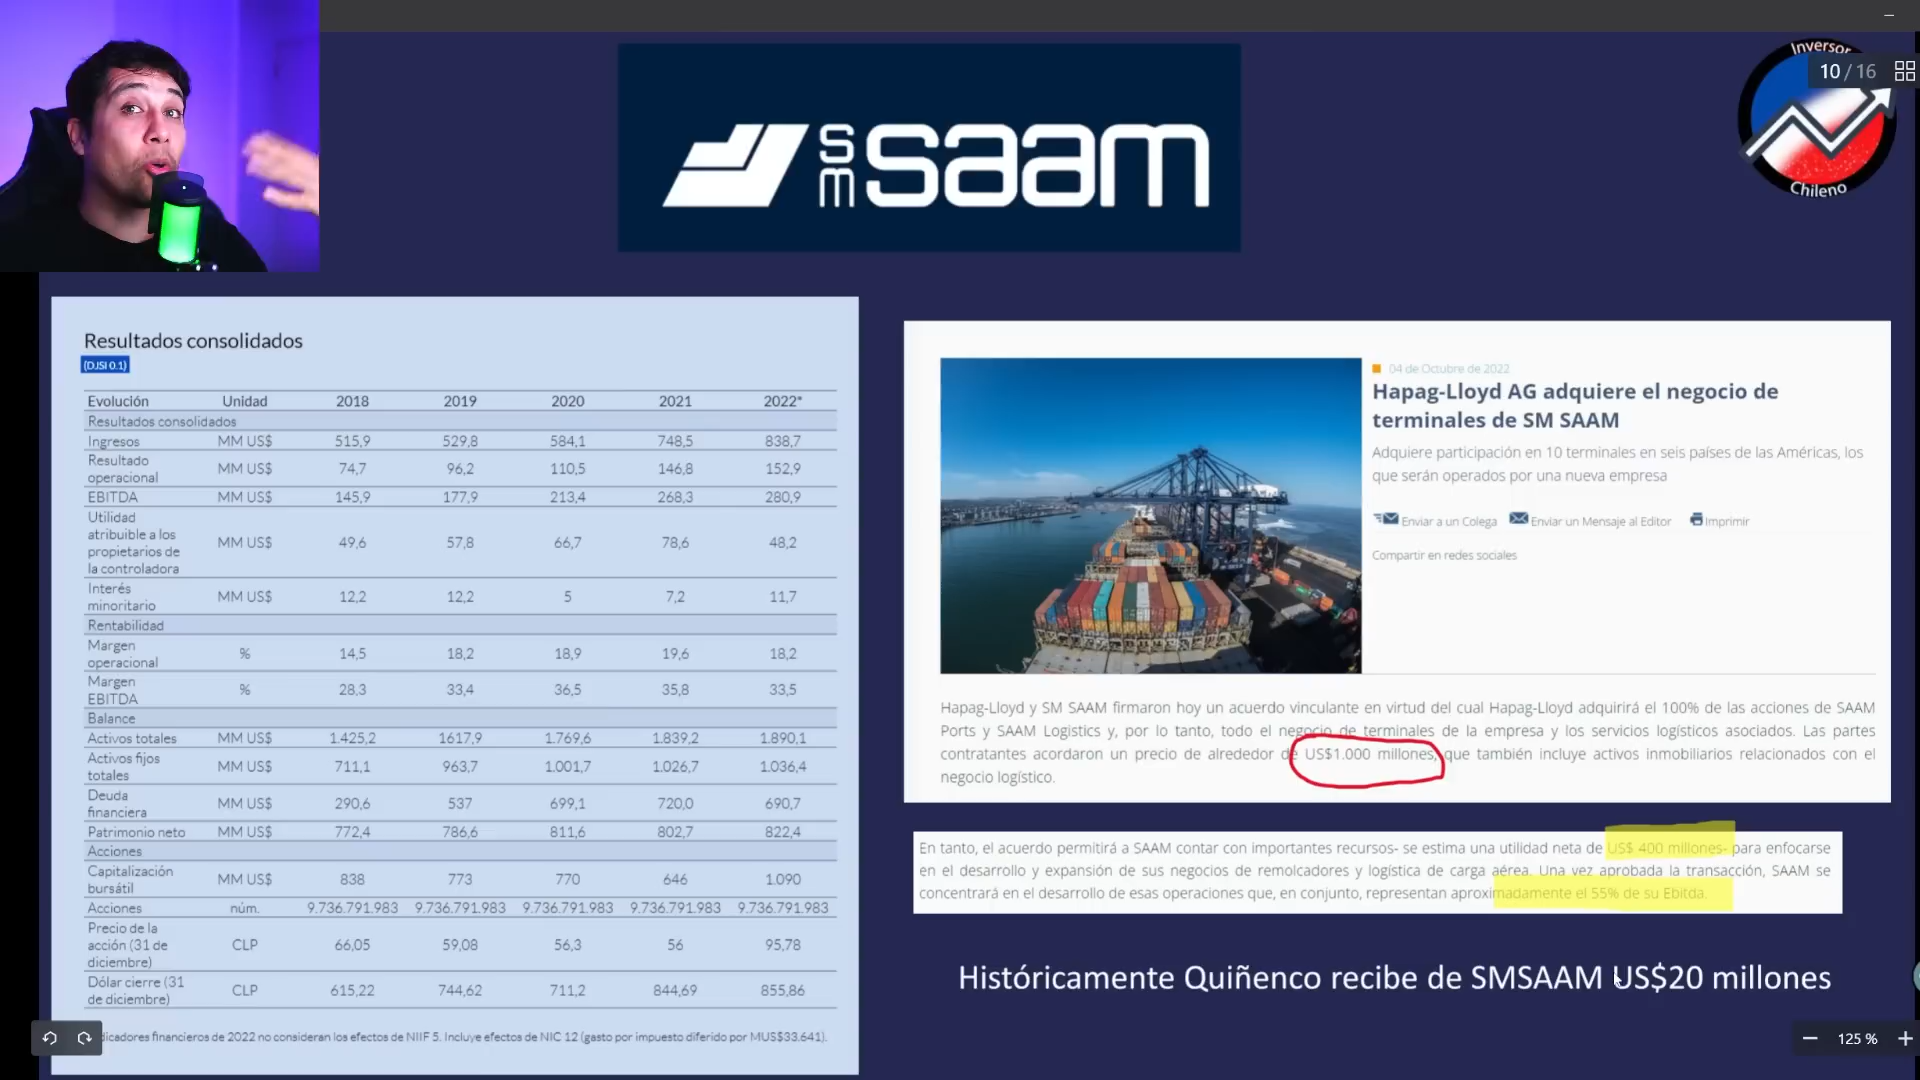 Inversor
Chileno
10 / 16
SM saam
Resultados consolidados
(DJSI 0.1)
Evolución Unidad 2018 2019 2020 2021 2022*
Resultados consolidados
Ingresos MM US$ 515,9 529,8 584,1 748,5 838,7
Resultado
operacional MM US$ 74,7 96,2 110,5 146,8 152,9
EBITDA MM US$ 145,9 177,9 213,4 268,3 280,9
Utilidad
atribuible a los
propietarios de
la controladora MM US$ 49,6 57,8 66,7 78,6 48,2
Interés
minoritario MM US$ 12,2 12,2 5 7,2 11,7
Rentabilidad
Margen
operacional % 14,5 18,2 18,9 19,6 18,2
Margen
EBITDA % 28,3 33,4 36,5 35,8 33,5
Balance
Activos totales MM US$ 1.425,2 1617,9 1.769,6 1.839,2 1.890,1
Activos fijos
totales MM US$ 711,1 963,7 1.001,7 1.026,7 1.036,4
Deuda
financiera MM US$ 290,6 537 699,1 720,0 690,7
Patrimonio neto MM US$ 772,4 786,6 811,6 802,7 822,4
Acciones
Capitalización
bursátil MM US$ 838 773 770 646 1.090
Acciones núm. 9.736.791.983 9.736.791.983 9.736.791.983 9.736.791.983 9.736.791.983
Precio de la
acción (31 de
diciembre) CLP 66,05 59,08 56,3 56 95,78
Dólar cierre (31
de diciembre) CLP 615,22 744,62 711,2 844,69 855,86
dicadores financieros de 2022 no consideran los efectos de NIIF 5. Incluye efectos de NIC 12 (gasto por impuesto diferido por MUS$33.641).
04 de Octubre de 2022
Hapag-Lloyd AG adquiere el negocio de
terminales de SM SAAM
Adquiere participación en 10 terminales en seis países de las Américas, los
que serán operados por una nueva empresa
Enviar a un Colega Enviar un Mensaje al Editor Imprimir
Compartir en redes sociales
Hapag-Lloyd y SM SAAM firmaron hoy un acuerdo vinculante en virtud del cual Hapag-Lloyd adquirirá el 100% de las acciones de SAAM
Ports y SAAM Logistics y, por lo tanto, todo el negocio de terminales de la empresa y los servicios logísticos asociados. Las partes
contratantes acordaron un precio de alrededor de US$1.000 millones, que también incluye activos inmobiliarios relacionados con el
negocio logístico.
En tanto, el acuerdo permitirá a SAAM contar con importantes recursos- se estima una utilidad neta de US$ 400 millones- para enfocarse
en el desarrollo y expansión de sus negocios de remolcadores y logística de carga aérea. Una vez aprobada la transacción, SAAM se
concentrará en el desarrollo de esas operaciones que, en conjunto, representan aproximadamente el 55% de su Ebitda.
Históricamente Quiñenco recibe de SMSAAM US$20 millones
125 %